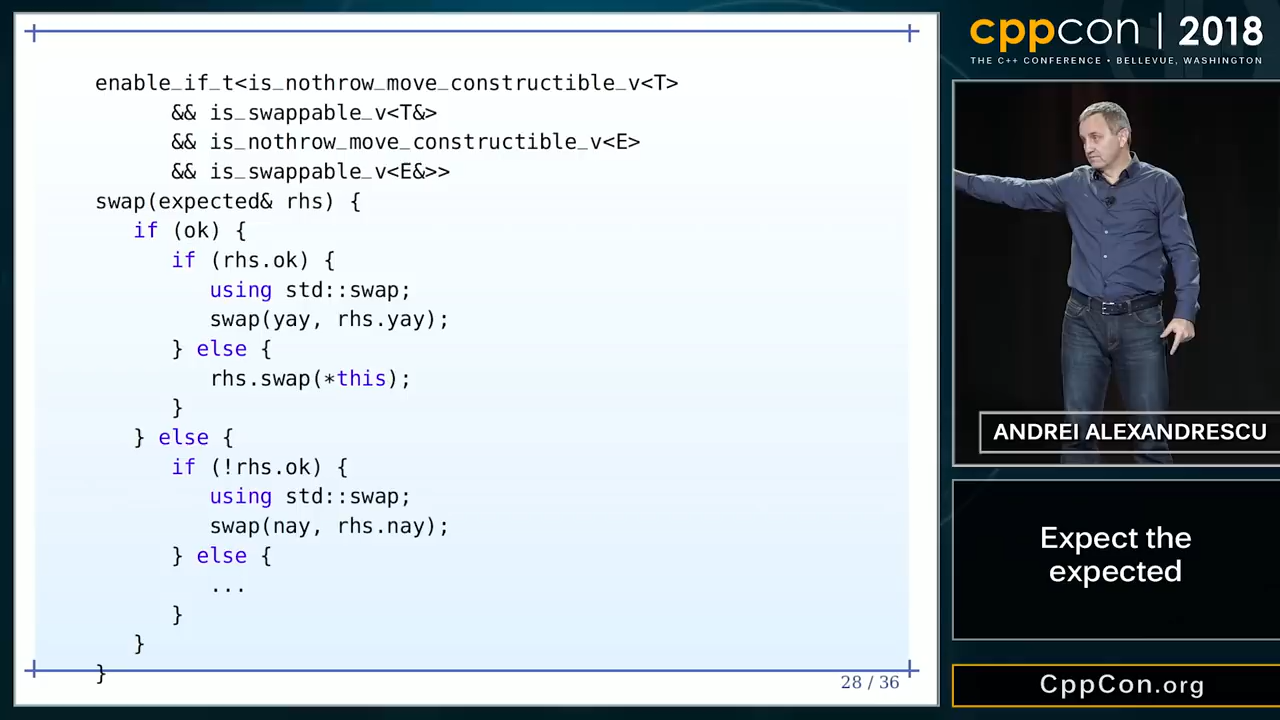 enable_if_t<is_nothrow_move_constructible_v<T>
&& is_swappable_v<T&>
&& is_nothrow_move_constructible_v<E>
&& is_swappable_v<E&>>
swap(expected& rhs) {
if (ok) {
if (rhs.ok) {
using std::swap;
swap(yay, rhs.yay);
} else {
rhs.swap(*this);
}
} else {
if (!rhs.ok) {
using std::swap;
swap(nay, rhs.nay);
} else {
...
}
}
}
28 / 36
cppcon | 2018
THE C++ CONFERENCE • BELLEVUE, WASHINGTON
ANDREI ALEXANDRESCU
Expect the
expected
CppCon.org